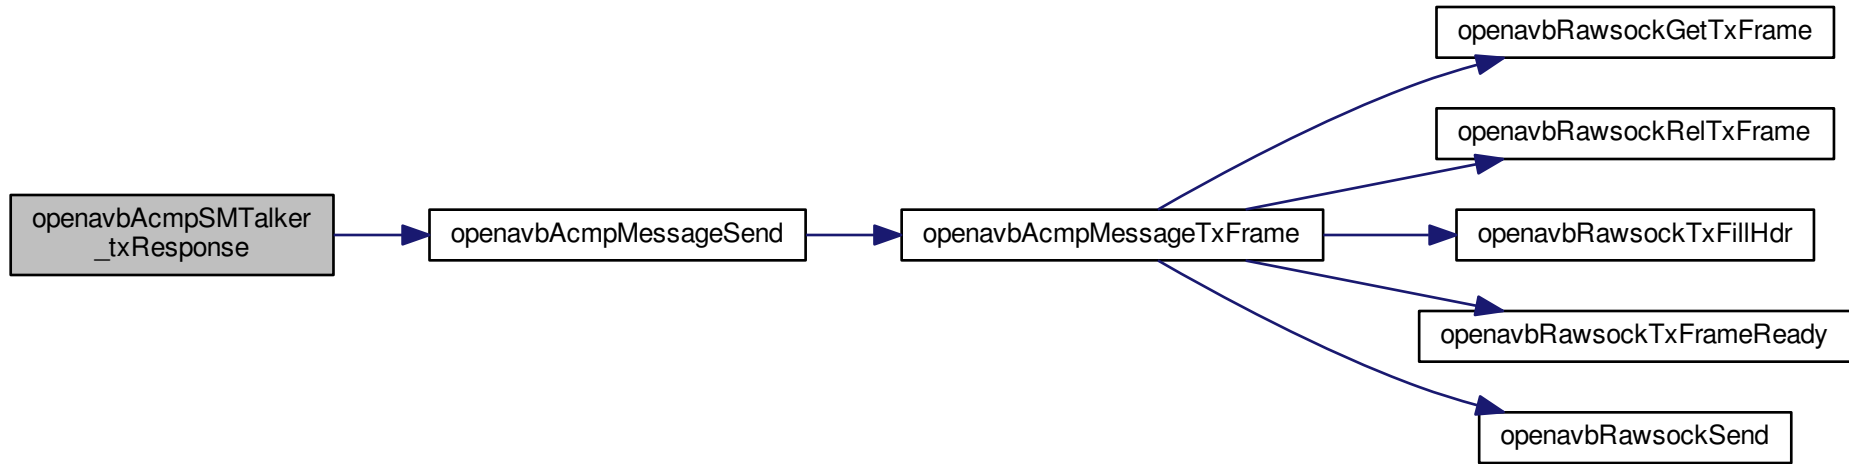 openavbAcmpSMTalker
_txResponse
openavbAcmpMessageSend
openavbAcmpMessageTxFrame
openavbRawsockGetTxFrame
openavbRawsockRelTxFrame
openavbRawsockTxFillHdr
openavbRawsockTxFrameReady
openavbRawsockSend